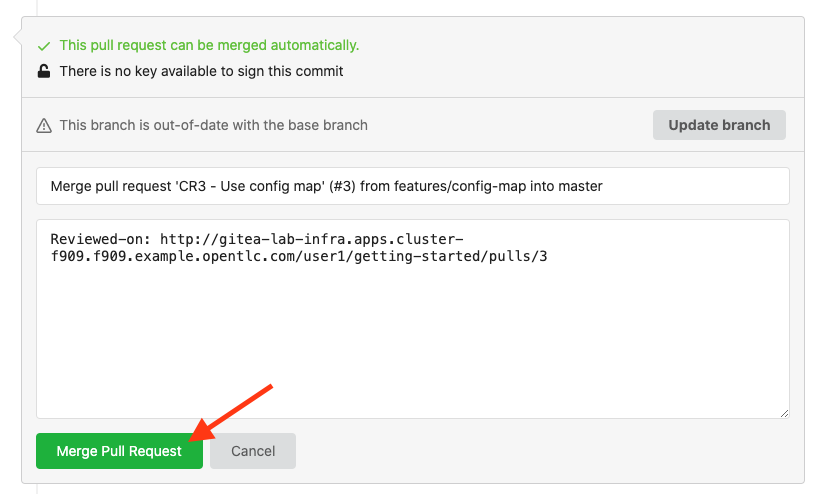 This pull request can be merged automatically.
There is no key available to sign this commit
This branch is out-of-date with the base branch
Update branch
Merge pull request 'CR3 - Use config map' (#3) from features/config-map into master
Reviewed-on: http://gitea-lab-infra.apps.cluster-
f909.f909.example.opentlc.com/user1/getting-started/pulls/3
Merge Pull Request
Cancel